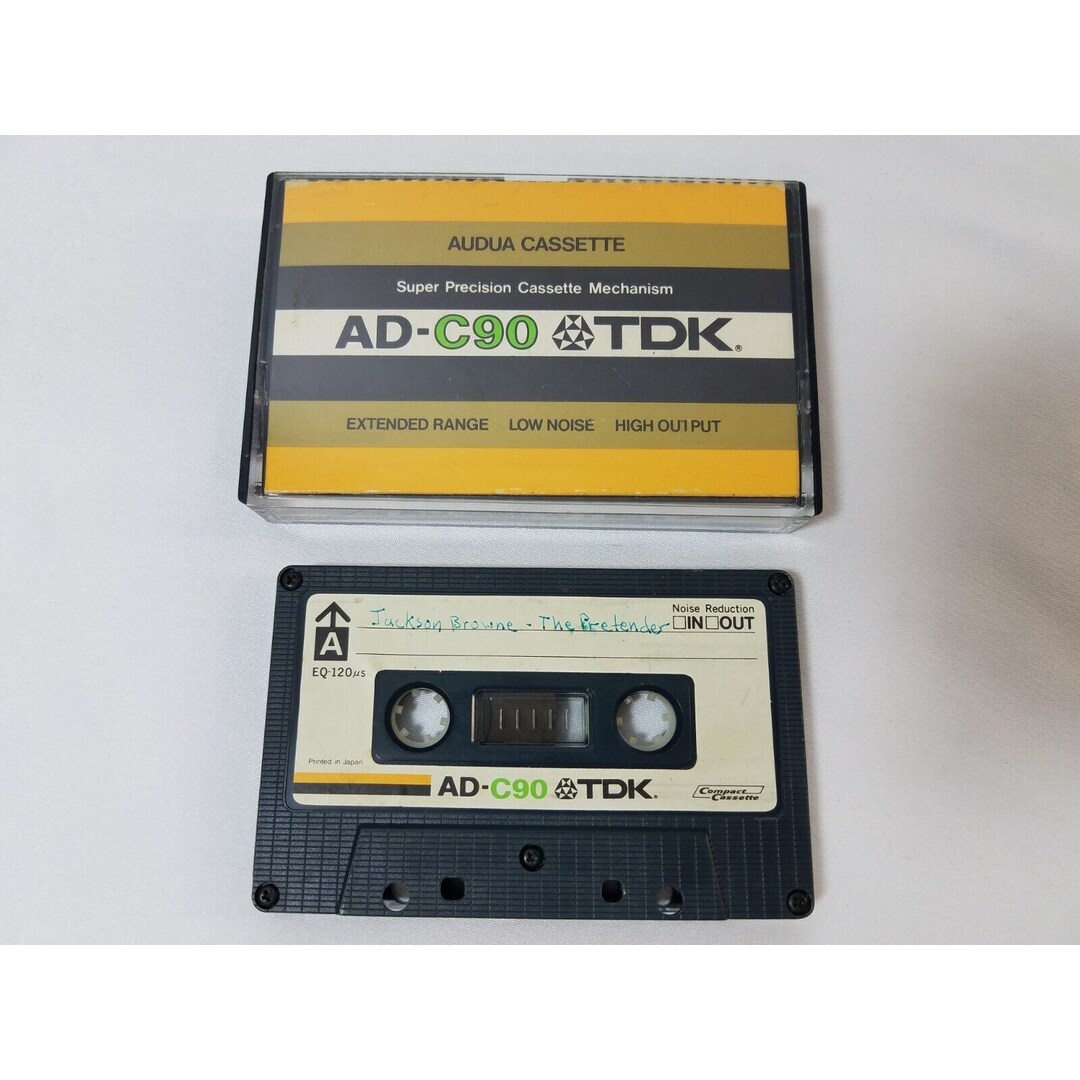 AUDUA CASSETTE
Super Precision Cassette Mechanism
AD-C90 TDK®
EXTENDED RANGE LOW NOISE HIGH OUTPUT
Jackson Browne - The Pretender
Noise Reduction
□IN□OUT
A
EQ-120μs
Printed in Japan
AD-C90 TDK®
Compact Cassette